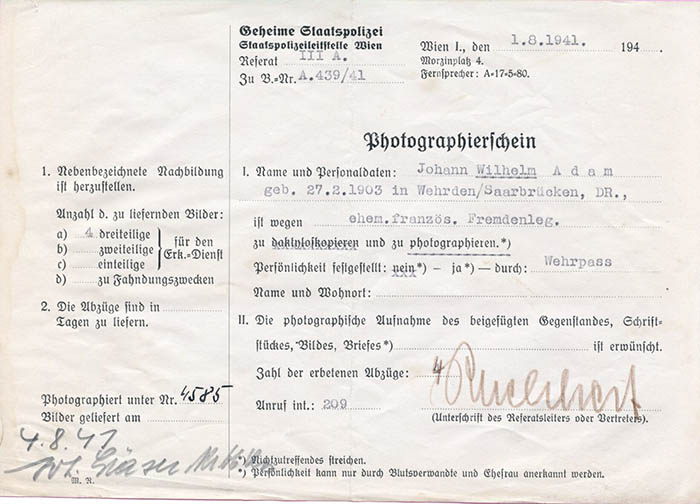 Geheime Staatspolizei
Staatspolizeileitstelle Wien
Referat III A.
Zu B.=Nr. A.439/41
Wien I., den 1.8.1941. 194
Morzinplatz 4.
Fernsprecher: A=17=5=80.
Photographierschein
1. Nebenbezeichnete Nachbildung
ist herzustellen.
Anzahl d. zu liefernden Bilder:
a) 4 dreiteilige
b) zweiteilige
c) einteilige
für den
Erk.=Dienst
d) zu Fahndungszwecken
2. Die Abzüge sind in
Tagen zu liefern.
Photographiert unter Nr. 4585
Bilder geliefert am
4.8.41
M. N.
I. Name und Personaldaten: Johann Wilhelm A d a m
geb. 27.2.1903 in Wehrden/Saarbrücken, DR.,
ist wegen ehem.französ. Fremdenleg.
zu daktyloskopieren und zu photographieren.*)
Persönlichkeit festgestellt: nein*) – ja*) – durch: Wehrpass
Name und Wohnort:
II. Die photographische Aufnahme des beigefügten Gegenstandes, Schrift=
stückes, Bildes, Briefes*) ist erwünscht.
Zahl der erbetenen Abzüge: 4
Anruf int.: 209
(Unterschrift des Referatsleiters oder Vertreters).
*) Nichtzutreffendes streichen.
*) Persönlichkeit kann nur durch Blutsverwandte und Ehefrau anerkannt werden.